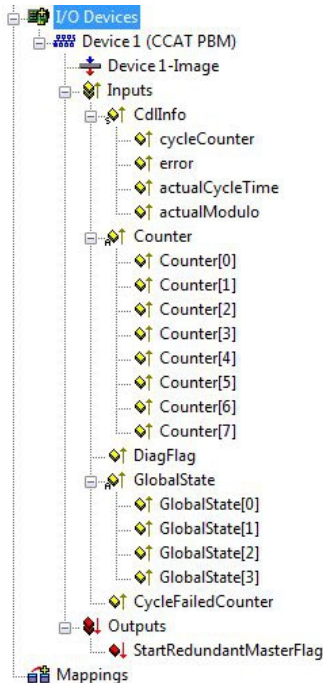 I/O Devices
Device 1 (CCAT PBM)
Device 1-Image
Inputs
CdlInfo
cycleCounter
error
actualCycleTime
actualModulo
Counter
Counter[0]
Counter[1]
Counter[2]
Counter[3]
Counter[4]
Counter[5]
Counter[6]
Counter[7]
DiagFlag
GlobalState
GlobalState[0]
GlobalState[1]
GlobalState[2]
GlobalState[3]
CycleFailedCounter
Outputs
StartRedundantMasterFlag
Mappings